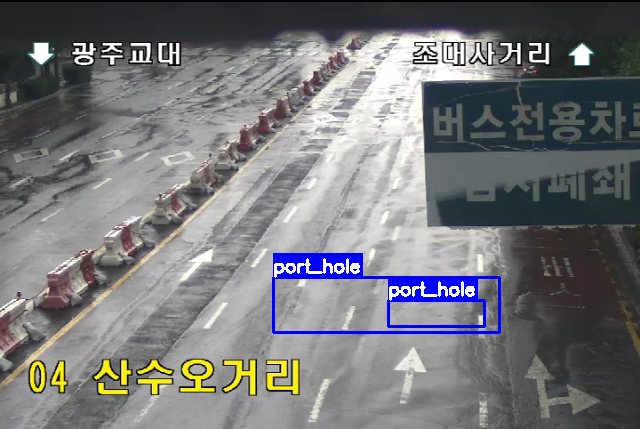 광주교대
조대사거리
버스전용차로
port_hole
port_hole
04 산수오거리